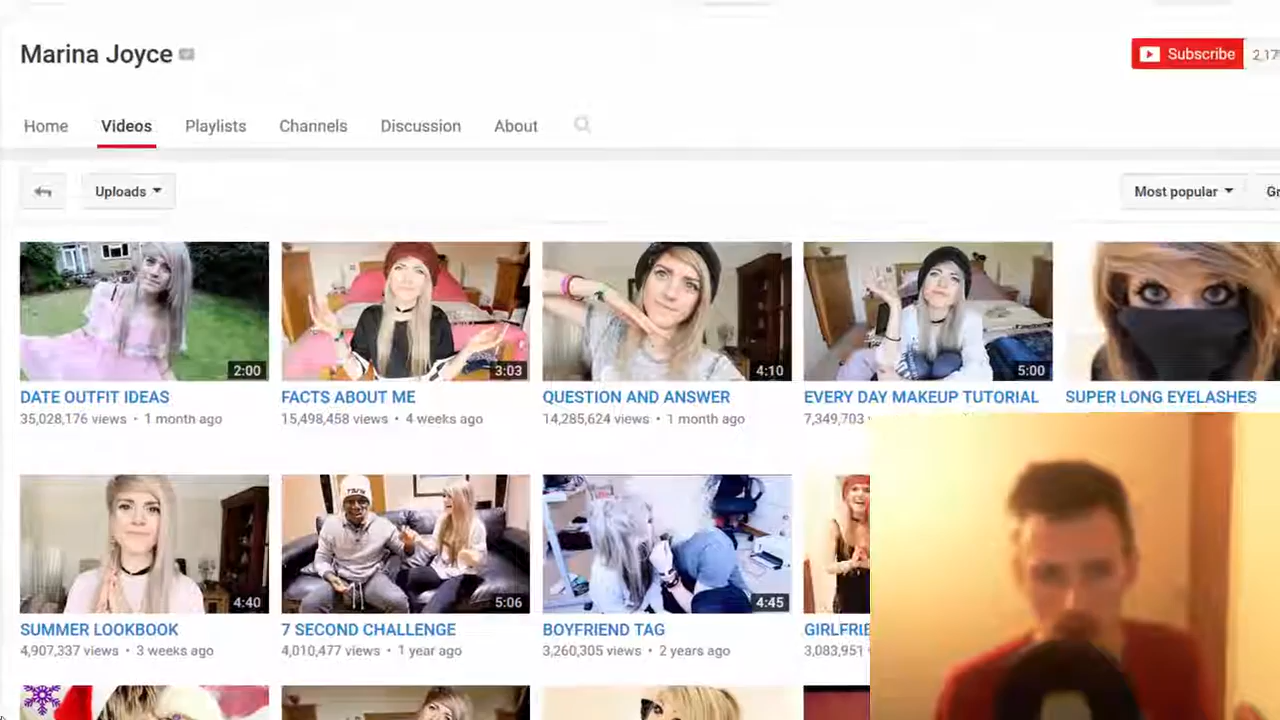 Marina Joyce
Subscribe 2,17
Home Videos Playlists Channels Discussion About
Uploads Most popular Gr
2:00 3:03 4:10 5:00
DATE OUTFIT IDEAS FACTS ABOUT ME QUESTION AND ANSWER EVERY DAY MAKEUP TUTORIAL SUPER LONG EYELASHES
35,028,176 views • 1 month ago 15,498,458 views • 4 weeks ago 14,285,624 views • 1 month ago 7,349,703
4:40 5:06 4:45
SUMMER LOOKBOOK 7 SECOND CHALLENGE BOYFRIEND TAG GIRLFRIE
4,907,337 views • 3 weeks ago 4,010,477 views • 1 year ago 3,260,305 views • 2 years ago 3,083,951